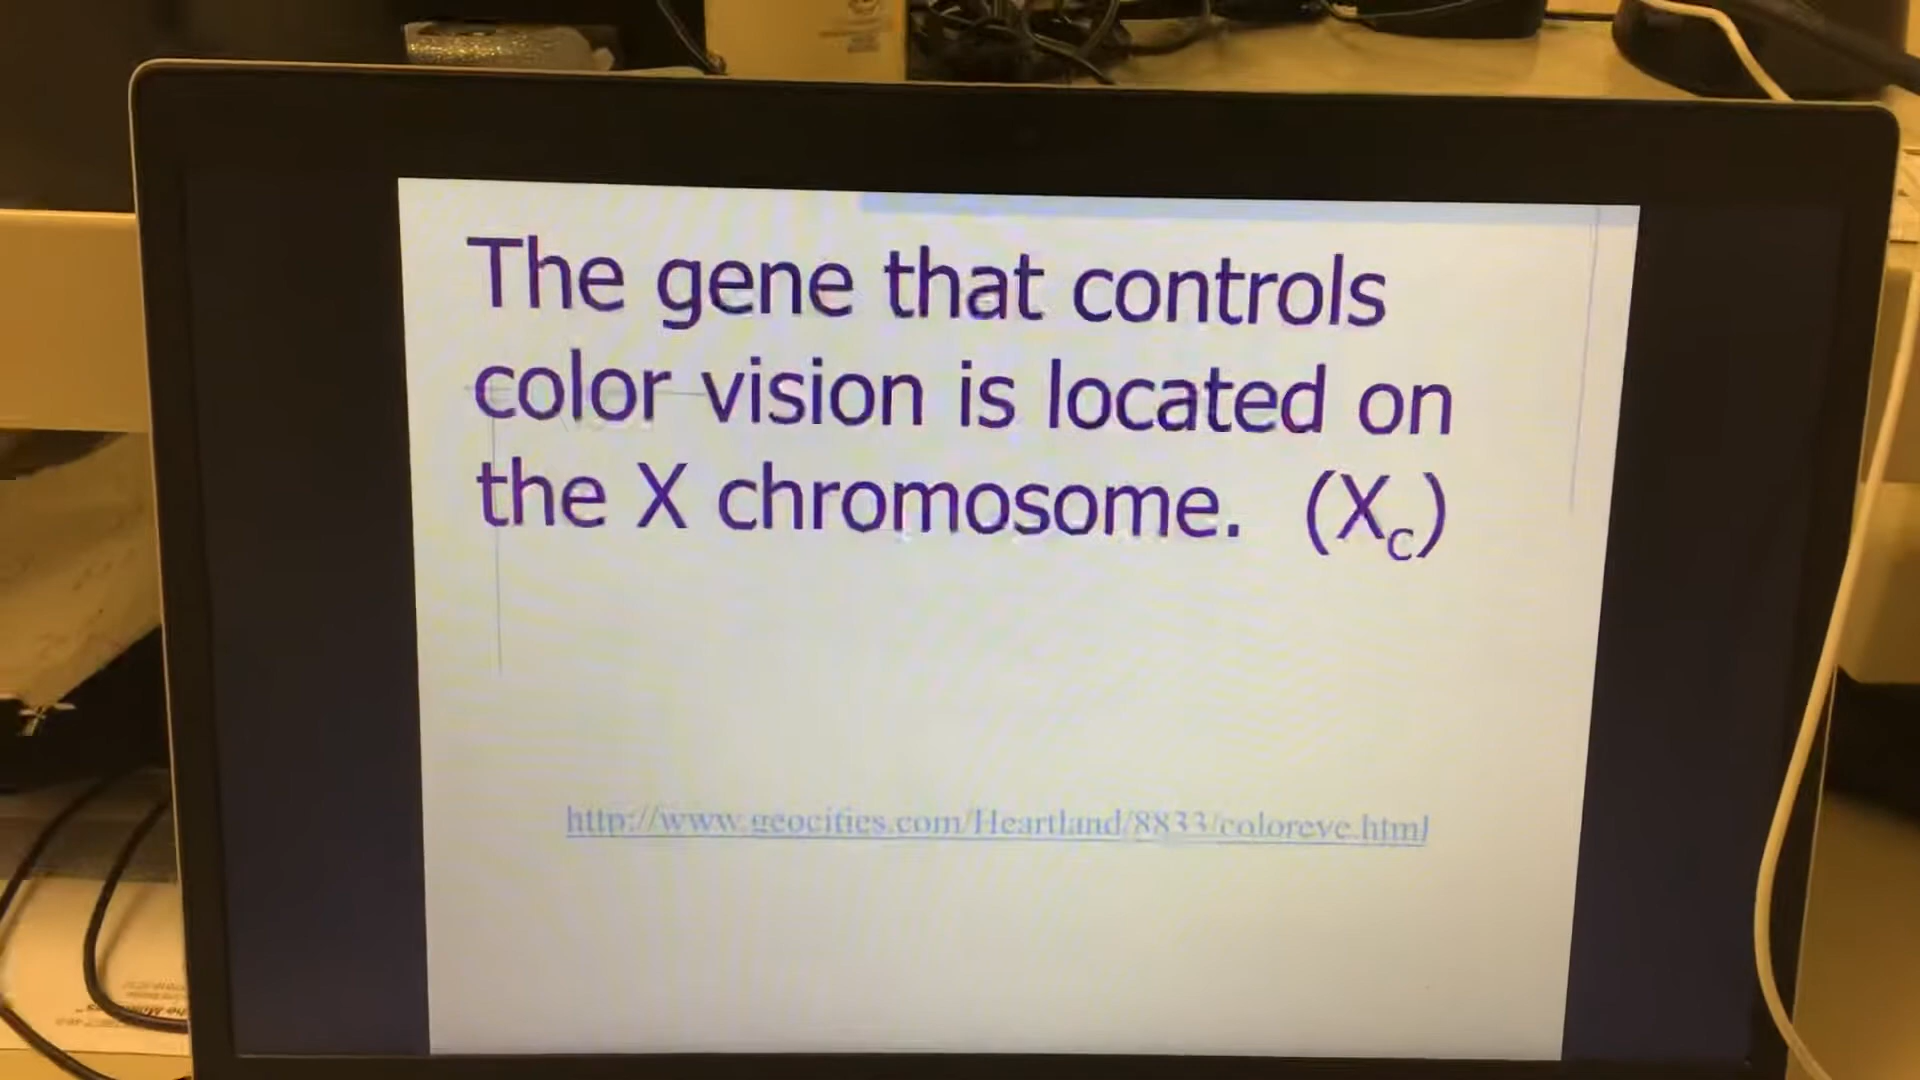 The gene that controls
color vision is located on
the X chromosome. (Xc)
http://www.geocities.com/Heartland/8833/coloreye.html